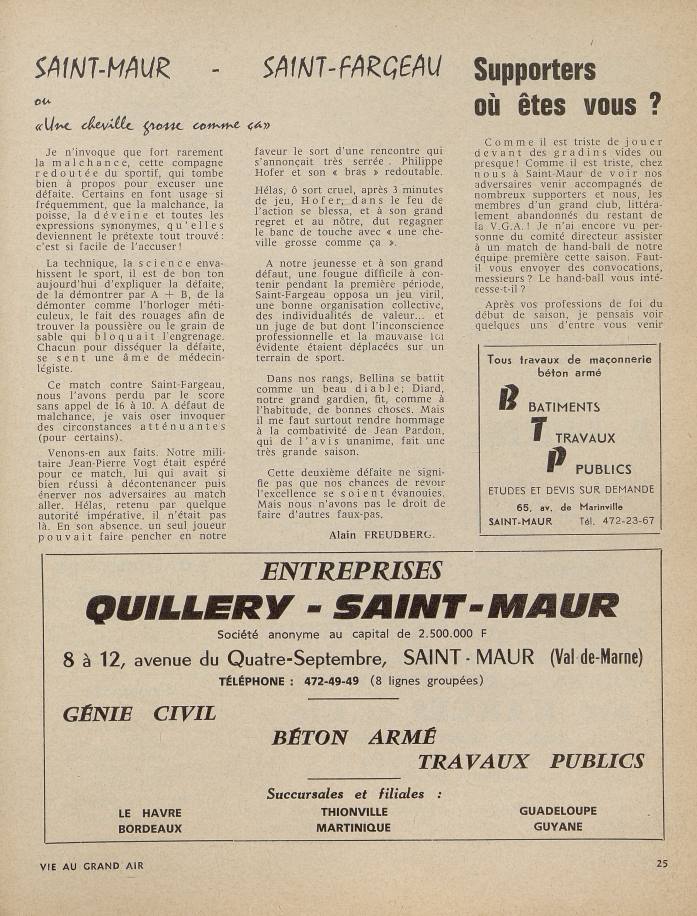 SAINT-MAUR - SAINT-FARGEAU
ou
«Une cheville grosse comme ça»
Je n'invoque que fort rarement
la malchance, cette compagne
redoutée du sportif, qui tombe
bien à propos pour excuser une
défaite. Certains en font usage si
fréquemment, que la malchance, la
poisse, la déveine et toutes les
expressions synonymes, qu'elles
deviennent le prétexte tout trouvé :
c'est si facile de l'accuser !
La technique, la science enva-
hissent le sport, il est de bon ton
aujourd'hui d'expliquer la défaite,
de la démontrer par A + B, de la
démonter comme l'horloger méti-
culeux, le fait des rouages afin de
trouver la poussière ou le grain de
sable qui bloquait l'engrenage.
Chacun pour disséquer la défaite,
se sent une âme de médecin-
légiste.
Ce match contre Saint-Fargeau,
nous l'avons perdu par le score
sans appel de 16 à 10. A défaut de
malchance, je vais oser invoquer
des circonstances atténuantes
(pour certains).
Venons-en aux faits. Notre mili-
taire Jean-Pierre Vogt était espéré
pour ce match, lui qui avait si
bien réussi à décontenancer puis
énerver nos adversaires au match
aller. Hélas, retenu par quelque
autorité impérative, il n'était pas
là. En son absence. un seul joueur
pouvait faire pencher en notre
faveur le sort d'une rencontre qui
s'annonçait très serrée . Philippe
Hofer et son « bras » redoutable.
Hélas, ô sort cruel, après 3 minutes
de jeu, Hofer, dans le feu de
l'action se blessa, et à son grand
regret au nôtre, dut regagner
le banc de touche avec « une che-
ville grosse comme ça ».
A notre jeunesse et à son grand
défaut, une fougue difficile à con-
tenir pendant la première période,
Saint-Fargeau opposa un jeu viril,
une bonne organisation collective,
des individualités de valeur... et
un juge de but dont l'inconscience
professionnelle et la mauvaise foi
évidente étaient déplacées sur un
terrain de sport.
Dans nos rangs, Bellina se battit
comme un beau diable ; Diard,
notre grand gardien, fit, comme à
l'habitude, de bonnes choses. Mais
il me faut surtout rendre hommage
à la combativité de Jean Pardon,
qui de l'avis unanime, fait une
très grande saison.
Cette deuxième défaite ne signi-
fie pas que nos chances de revoir
l'excellence se soient évanouies.
Mais nous n'avons pas le droit de
faire d'autres faux-pas.
Alain FREUDBERG.
Supporters
où êtes vous ?
Comme il est triste de jouer
devant des gradins vides ou
presque ! Comme il est triste, chez
nous à Saint-Maur de voir nos
adversaires venir accompagnés de
nombreux supporters et nous, les
membres d'un grand club, littéra-
lement abandonnés du restant de
la V.G.A. ! Je n'ai encore vu per-
sonne du comité directeur assister
à un match de hand-ball de notre
équipe première cette saison. Faut-
il vous envoyer des convocations,
messieurs ? Le hand-ball vous inté-
resse-t-il ?
Après vos professions de foi du
début de saison, je pensais voir
quelques uns d'entre vous venir
Tous travaux de maçonnerie
béton armé
BATIMENTS
TRAVAUX
PUBLICS
ETUDES ET DEVIS SUR DEMANDE
65, av. de Marinville
SAINT-MAUR Tél. 472-23-67
ENTREPRISES
QUILLERY - SAINT-MAUR
Société anonyme au capital de 2.500.000 F
8 à 12, avenue du Quatre-Septembre, SAINT - MAUR (Val-de-Marne)
TÉLÉPHONE : 472-49-49 (8 lignes groupées)
GÉNIE CIVIL
BÉTON ARMÉ
TRAVAUX PUBLICS
Succursales et filiales :
LE HAVRE THIONVILLE GUADELOUPE
BORDEAUX MARTINIQUE GUYANE
VIE AU GRAND AIR 25